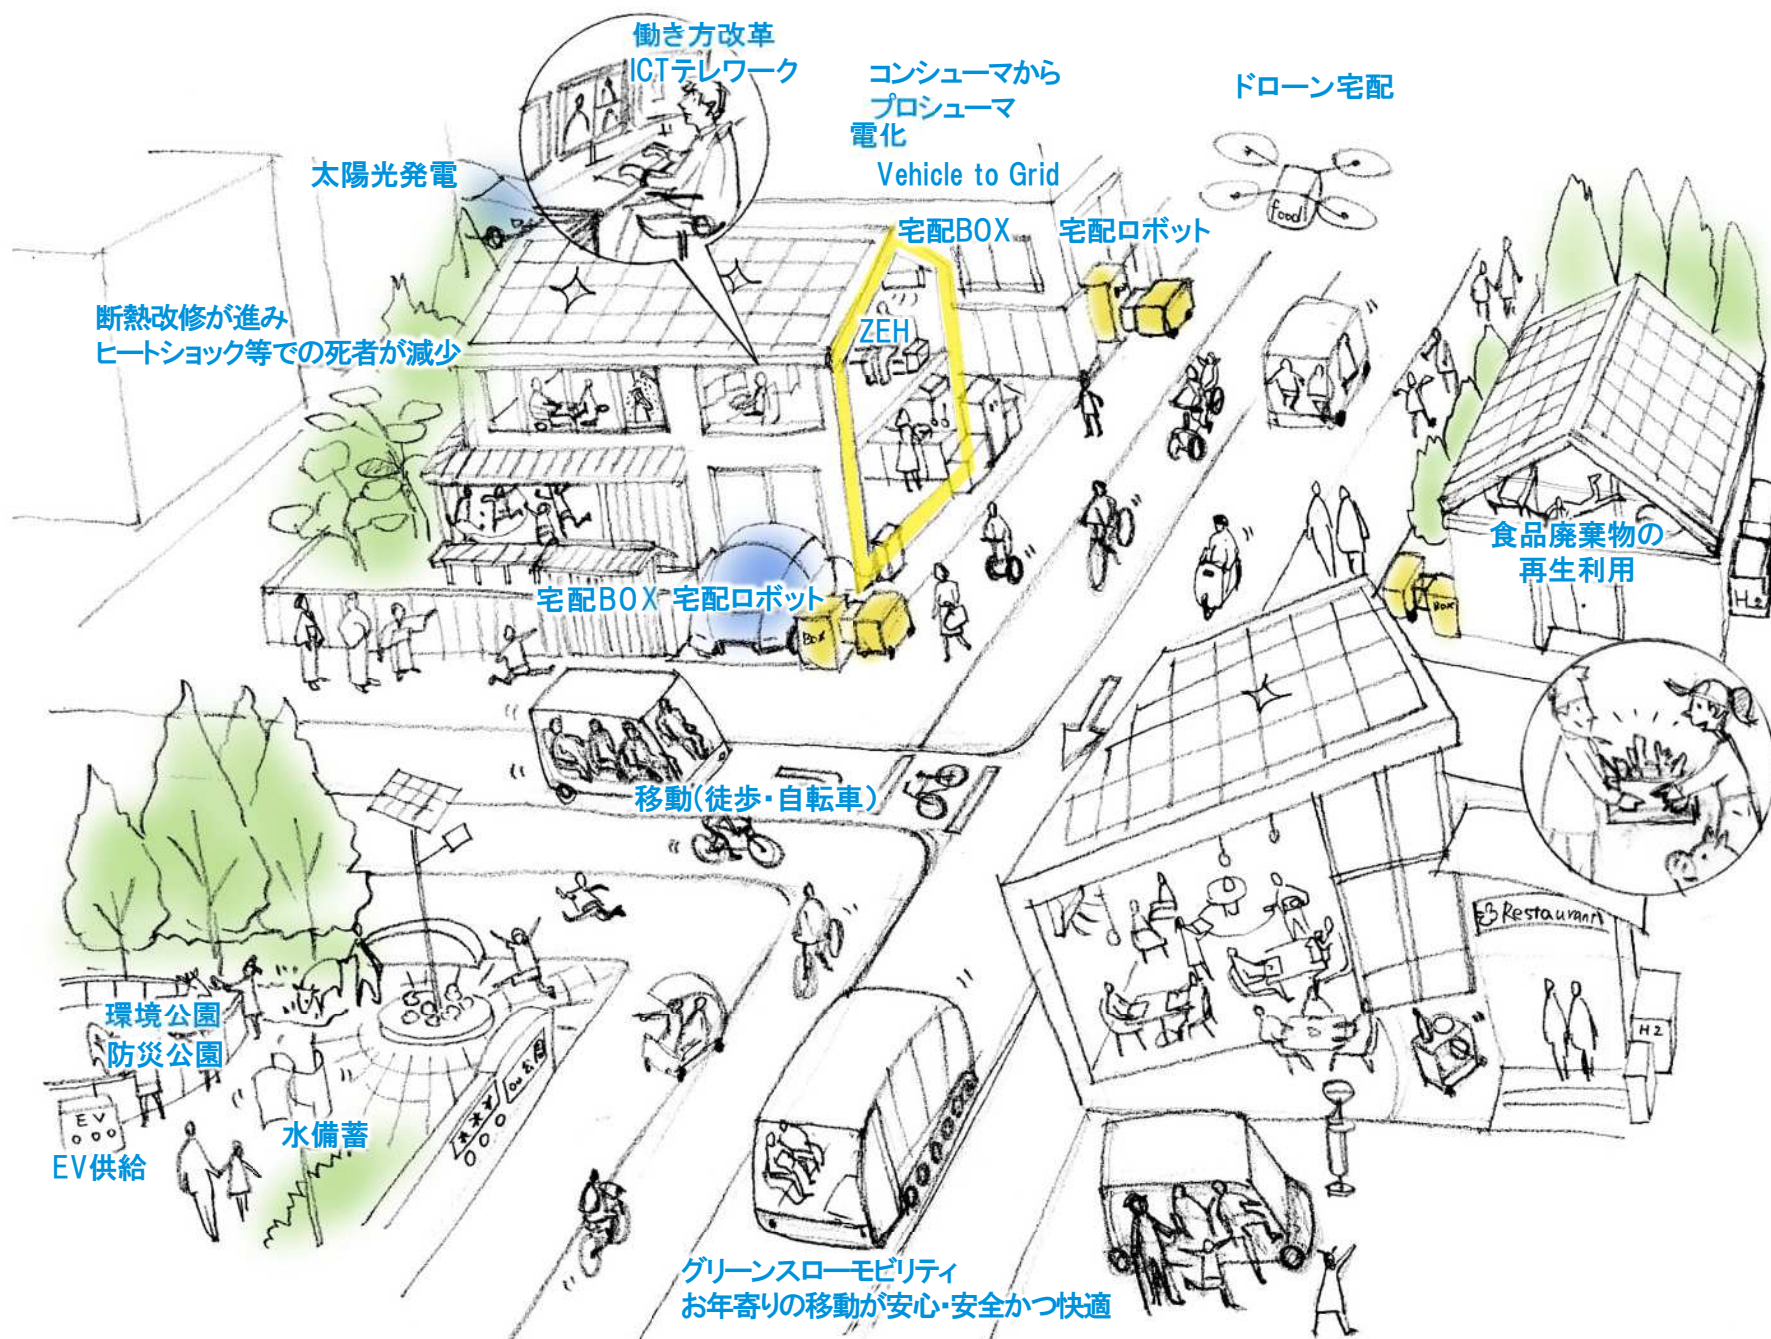 働き方改革
ICTテレワーク
コンシューマから
プロシューマ
電化
Vehicle to Grid
ドローン宅配
food
太陽光発電
宅配BOX
宅配ロボット
断熱改修が進み
ヒートショック等での死者が減少
ZEH
食品廃棄物の
再生利用
BOX
H2
宅配BOX 宅配ロボット
BOX
移動(徒歩・自転車)
Restaurant
H2
環境公園
防災公園
EV
EV供給
水備蓄
グリーンスローモビリティ
お年寄りの移動が安心・安全かつ快適